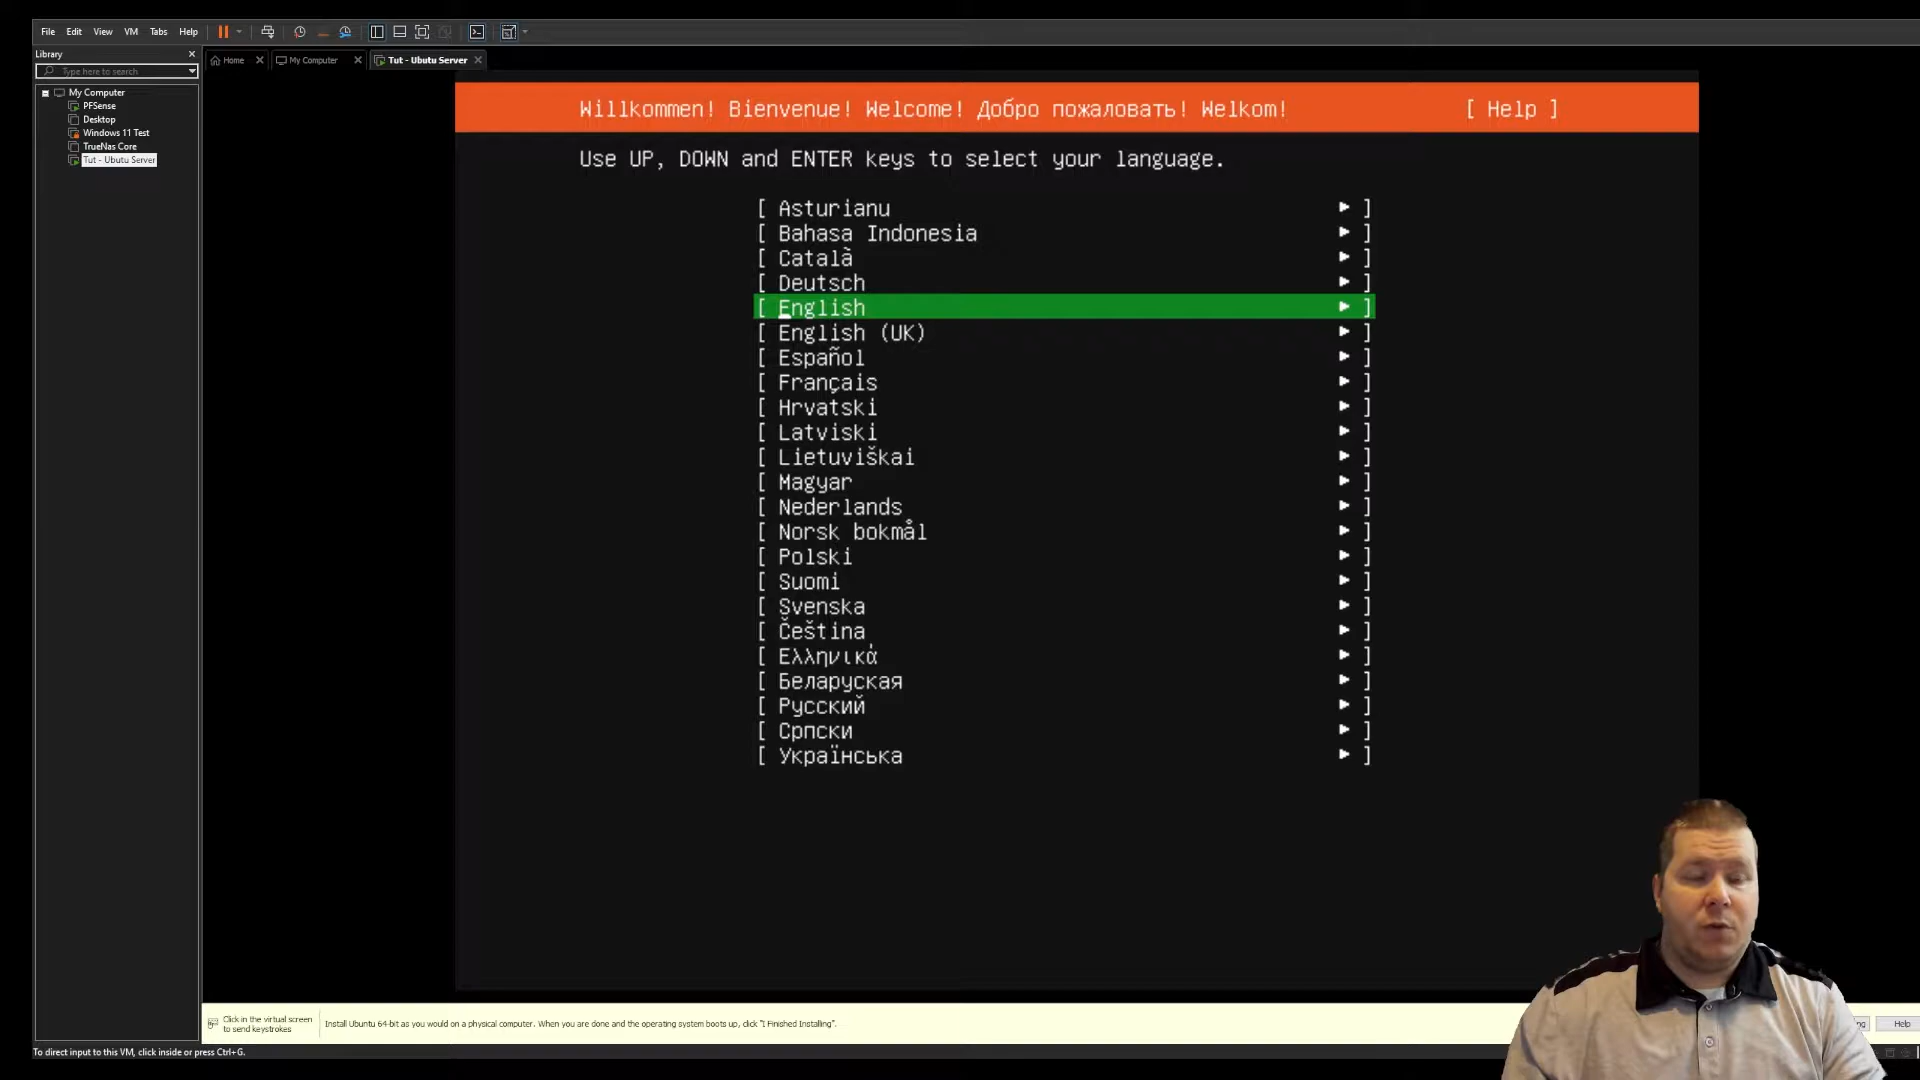 File Edit View VM Tabs Help
Library
Type here to search
My Computer
PFSense
Desktop
Windows 11 Test
TrueNas Core
Tut - Ubutu Server
Home
My Computer
Tut - Ubutu Server
Willkommen! Bienvenue! Welcome! Добро пожаловать! Welkom! [ Help ]
Use UP, DOWN and ENTER keys to select your language.
[ Asturianu ► ]
[ Bahasa Indonesia ► ]
[ Català ► ]
[ Deutsch ► ]
[ English ► ]
[ English (UK) ► ]
[ Español ► ]
[ Français ► ]
[ Hrvatski ► ]
[ Latviski ► ]
[ Lietuviškai ► ]
[ Magyar ► ]
[ Nederlands ► ]
[ Norsk bokmål ► ]
[ Polski ► ]
[ Suomi ► ]
[ Svenska ► ]
[ Čeština ► ]
[ Ελληνικά ► ]
[ Беларуская ► ]
[ Русский ► ]
[ Српски ► ]
[ Українська ► ]
Click in the virtual screen
to send keystrokes
Install Ubuntu 64-bit as you would on a physical computer. When you are done and the operating system boots up, click "I Finished Installing".
Help
To direct input to this VM, click inside or press Ctrl+G.